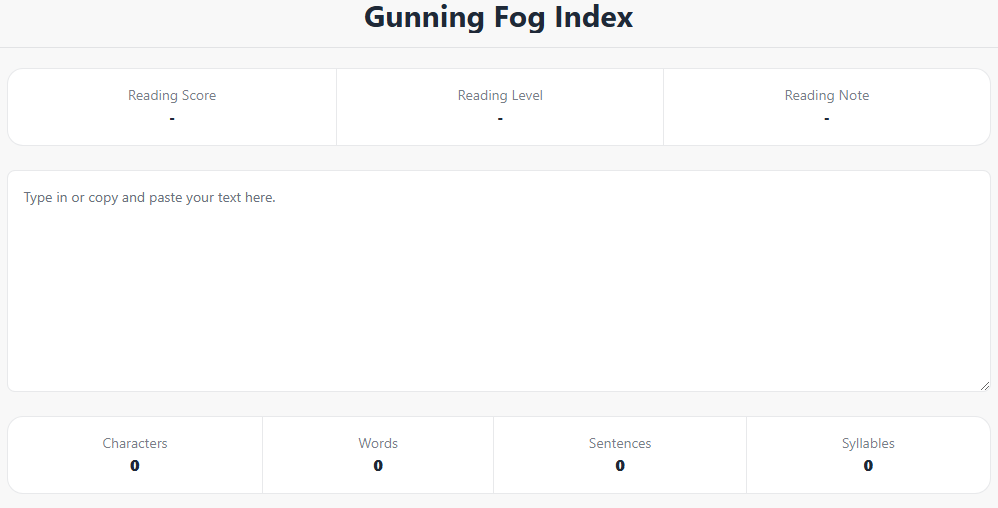 Gunning Fog Index
Reading Score
-
Reading Level
-
Reading Note
-
Type in or copy and paste your text here.
Characters
0
Words
0
Sentences
0
Syllables
0